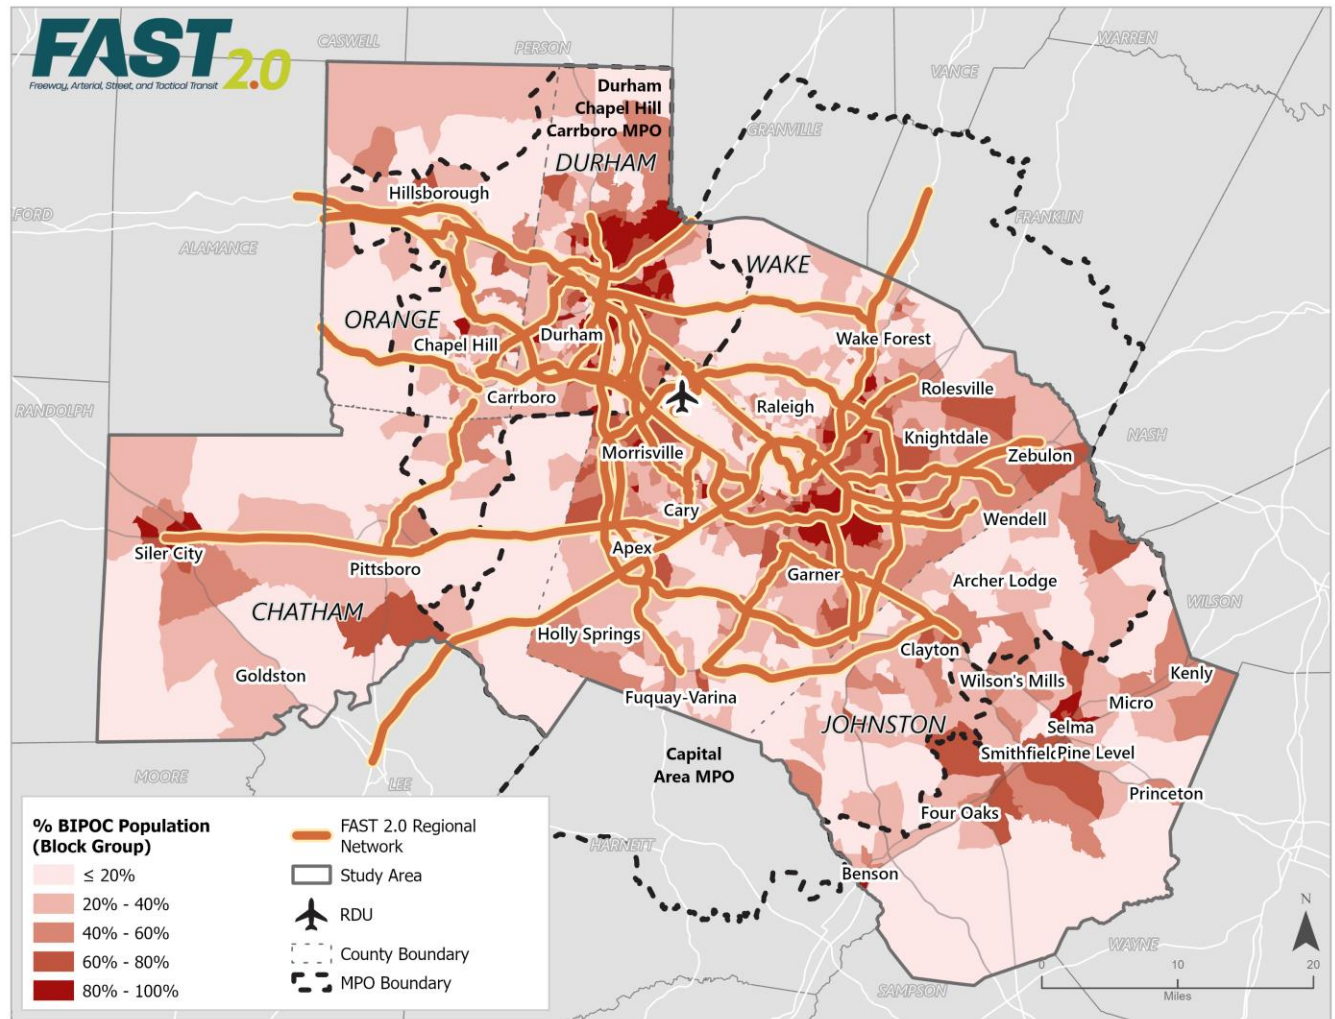 FAST 2.0
Freeway, Arterial, Street, and Tactical Transit
CASWELL
PERSON
WARREN
VANCE
GRANVILLE
Durham
Chapel Hill
Carrboro MPO
DURHAM
Hillsborough
FORD
ALAMANCE
FRANKLIN
WAKE
ORANGE
Chapel Hill
Durham
Wake Forest
RANDOLPH
Carrboro
Raleigh
Rolesville
Knightdale
NASH
Morrisville
Zebulon
Cary
Wendell
Siler City
Pittsboro
Apex
Garner
Archer Lodge
CHATHAM
WILSON
Holly Springs
Clayton
Goldston
Wilson's Mills
Kenly
Fuquay-Varina
Micro
JOHNSTON
Selma
Capital
Area MPO
Smithfield
Pine Level
MOORE
LEE
Princeton
Four Oaks
HARNETT
Benson
WAYNE
SAMPSON
% BIPOC Population
(Block Group)
≤ 20%
20% - 40%
40% - 60%
60% - 80%
80% - 100%
FAST 2.0 Regional
Network
Study Area
RDU
County Boundary
MPO Boundary
N
0 10 20
Miles